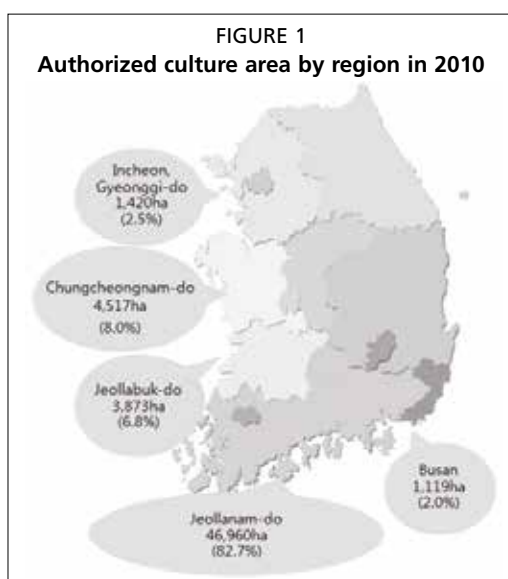 FIGURE 1
Authorized culture area by region in 2010
Incheon,
Gyeonggi-do
1,420ha
(2.5%)
Chungcheongnam-do
4,517ha
(8.0%)
Jeollabuk-do
3,873ha
(6.8%)
Busan
1,119ha
(2.0%)
Jeollanam-do
46,960ha
(82.7%)